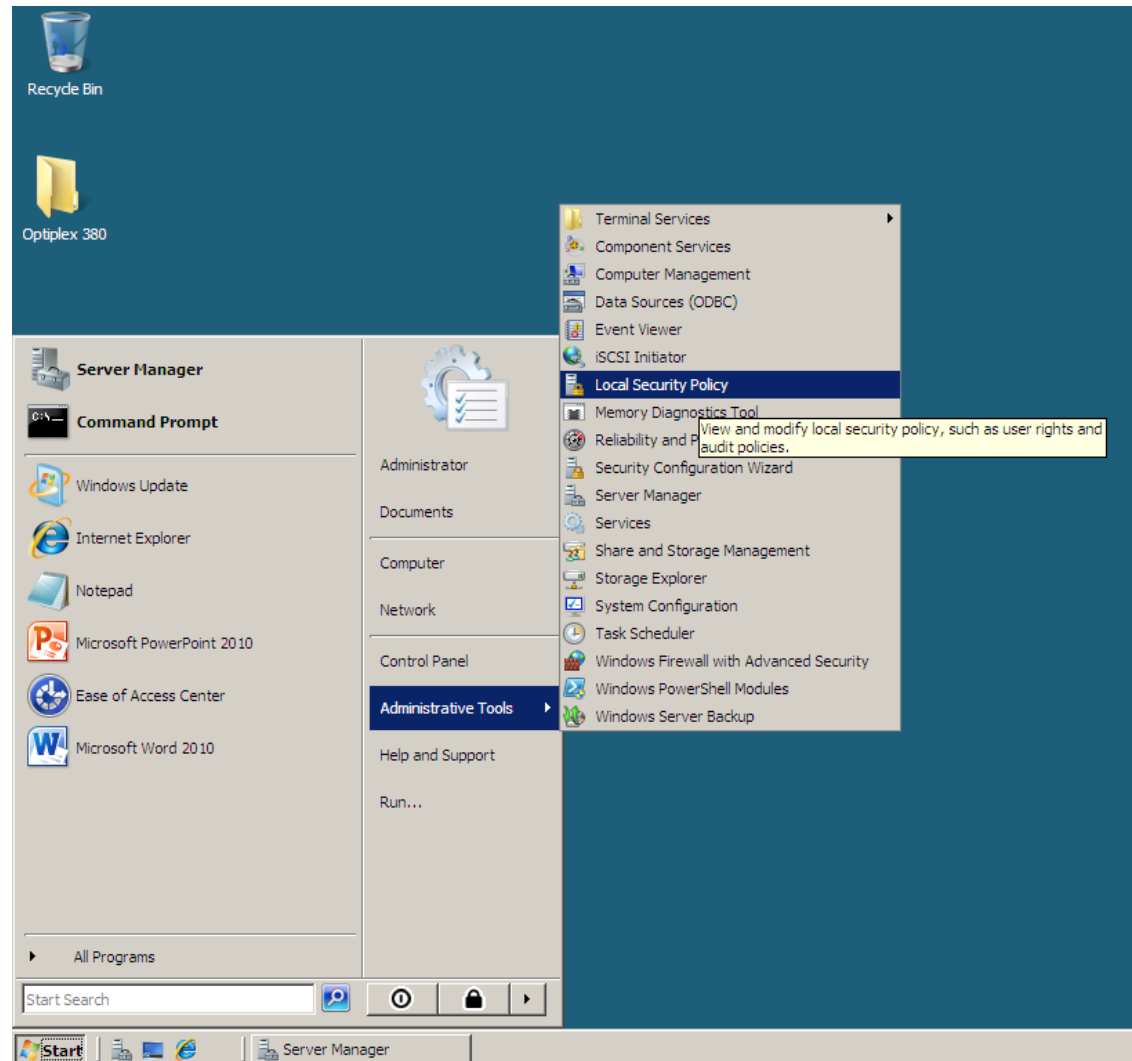 Recycle Bin
Optiplex 380
Server Manager
Command Prompt
Windows Update
Internet Explorer
Notepad
Microsoft PowerPoint 2010
Ease of Access Center
Microsoft Word 2010
All Programs
Start Search
Administrator
Documents
Computer
Network
Control Panel
Administrative Tools
Help and Support
Run...
Terminal Services
Component Services
Computer Management
Data Sources (ODBC)
Event Viewer
iSCSI Initiator
Local Security Policy
Memory Diagnostics Tool
View and modify local security policy, such as user rights and
audit policies.
Reliability and P
Security Configuration Wizard
Server Manager
Services
Share and Storage Management
Storage Explorer
System Configuration
Task Scheduler
Windows Firewall with Advanced Security
Windows PowerShell Modules
Windows Server Backup
Start
Server Manager